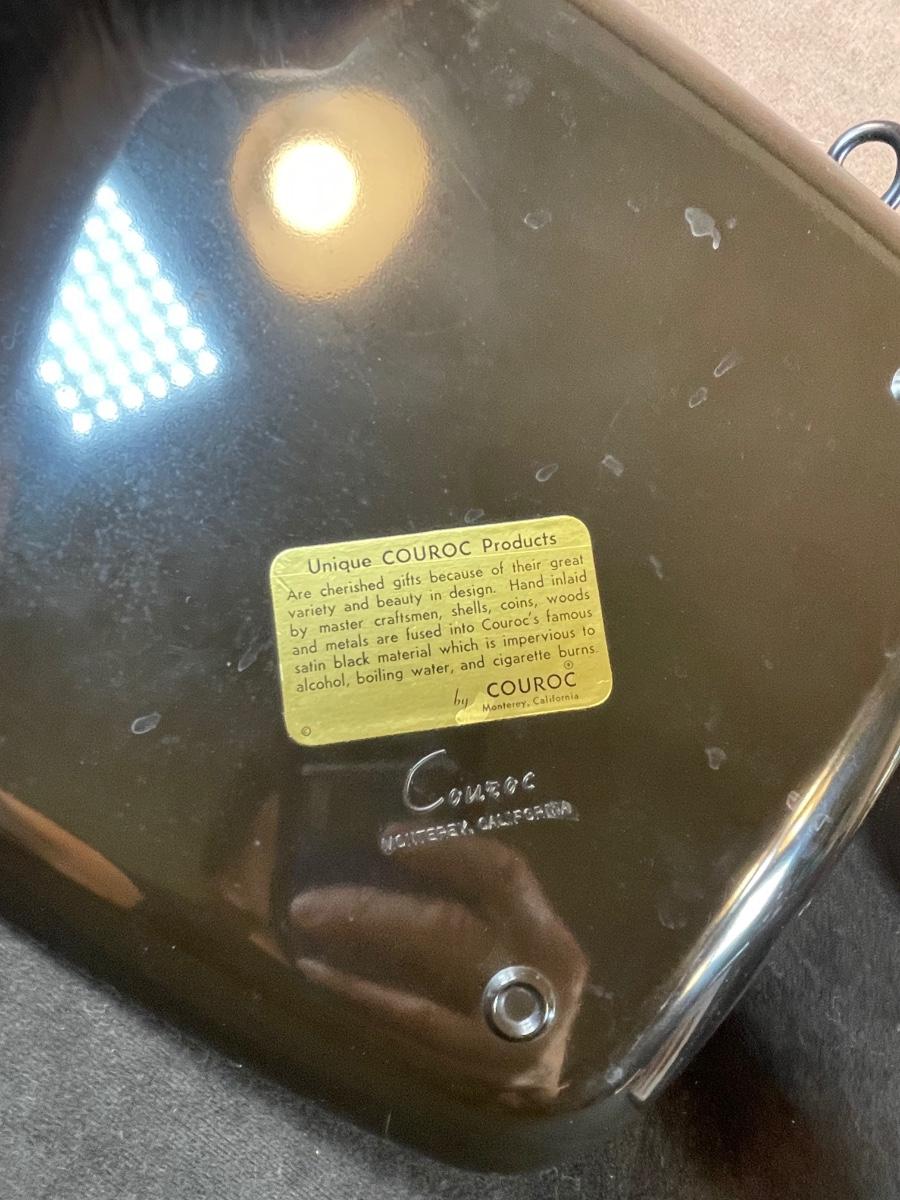 Unique COUROC Products
Are cherished gifts because of their great
variety and beauty in design. Hand inlaid
by master craftsmen, shells, coins, woods
and metals are fused into Couroc's famous
satin black material which is impervious to
alcohol, boiling water, and cigarette burns.
®
by COUROC
Monterey, California
©
Couroc
MONTEREY, CALIFORNIA